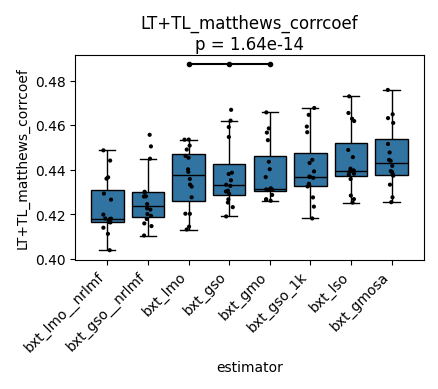 LT+TL_matthews_corrcoef
p = 1.64e-14
LT+TL_matthews_corrcoef
0.48
0.46
0.44
0.42
0.40
bxt_lmo__nrlmf
bxt_gso__nrlmf
bxt_lmo
bxt_gso
bxt_gmo
bxt_gso_1k
bxt_lso
bxt_gmosa
estimator